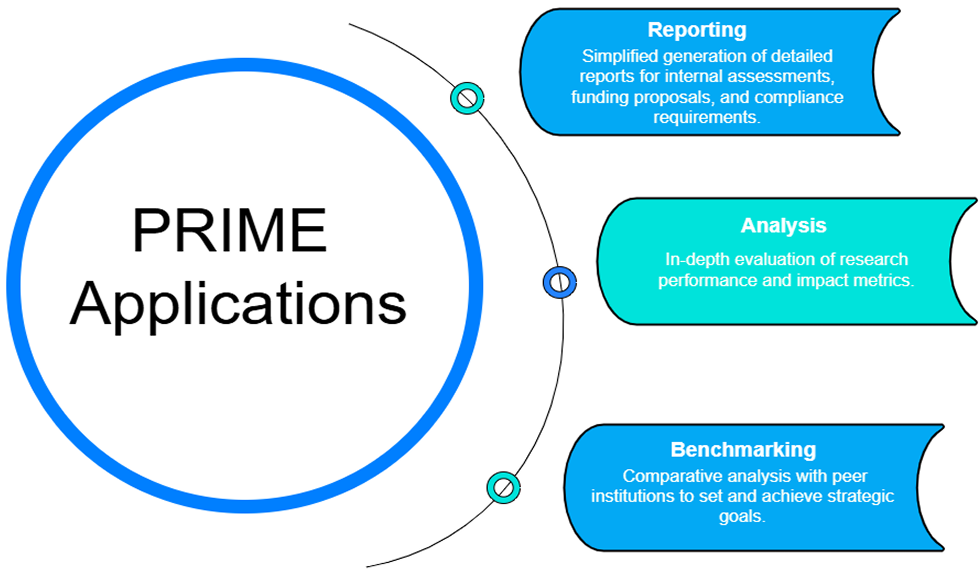 PRIME
Applications
Reporting
Simplified generation of detailed
reports for internal assessments,
funding proposals, and compliance
requirements.
Analysis
In-depth evaluation of research
performance and impact metrics.
Benchmarking
Comparative analysis with peer
institutions to set and achieve strategic
goals.